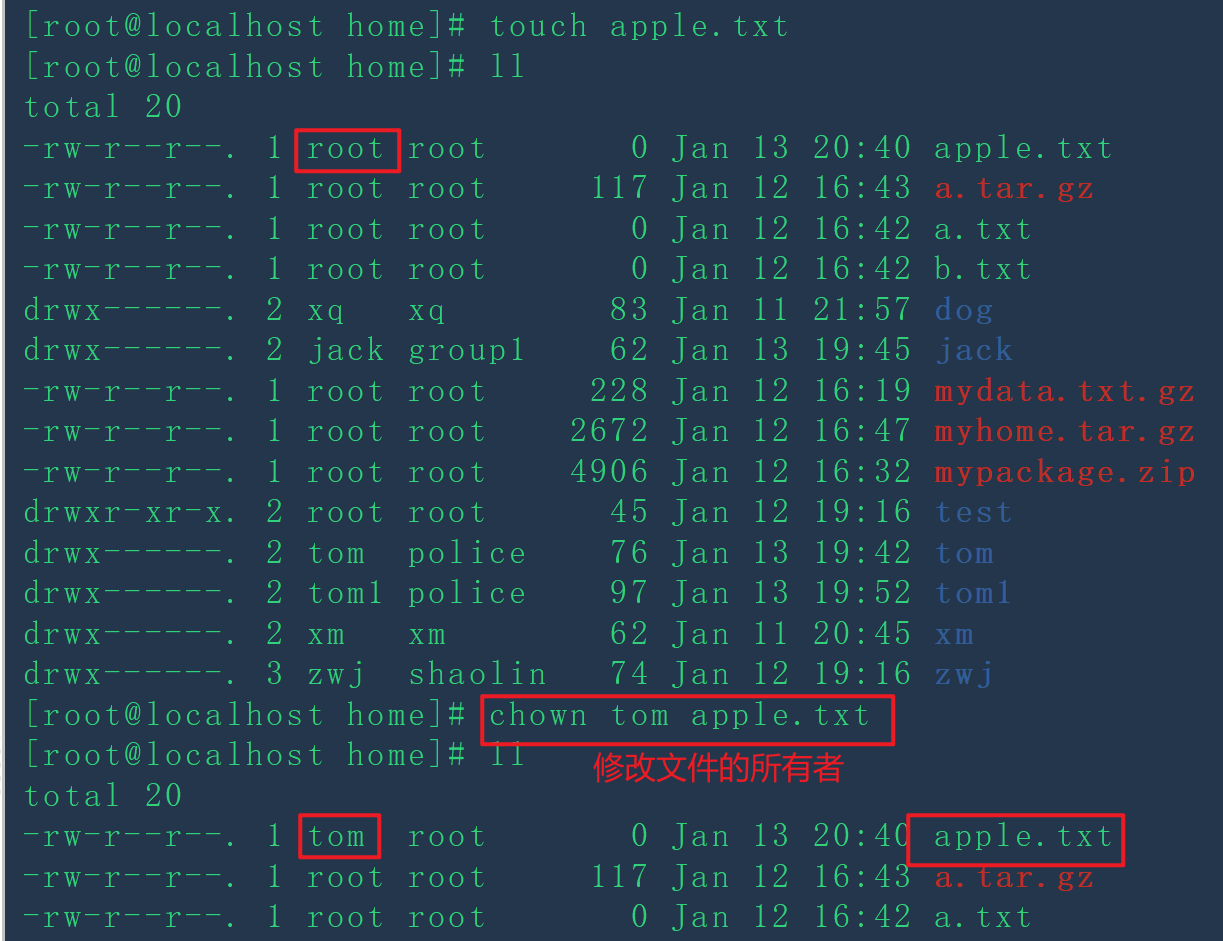 [root@localhost home]# touch apple.txt
[root@localhost home]# ll
total 20
-rw-r--r--. 1 root root 0 Jan 13 20:40 apple.txt
-rw-r--r--. 1 root root 117 Jan 12 16:43 a.tar.gz
-rw-r--r--. 1 root root 0 Jan 12 16:42 a.txt
-rw-r--r--. 1 root root 0 Jan 12 16:42 b.txt
drwx------. 2 xq xq 83 Jan 11 21:57 dog
drwx------. 2 jack group1 62 Jan 13 19:45 jack
-rw-r--r--. 1 root root 228 Jan 12 16:19 mydata.txt.gz
-rw-r--r--. 1 root root 2672 Jan 12 16:47 myhome.tar.gz
-rw-r--r--. 1 root root 4906 Jan 12 16:32 mypackage.zip
drwxr-xr-x. 2 root root 45 Jan 12 19:16 test
drwx------. 2 tom police 76 Jan 13 19:42 tom
drwx------. 2 tom1 police 97 Jan 13 19:52 tom1
drwx------. 2 xm xm 62 Jan 11 20:45 xm
drwx------. 3 zwj shaolin 74 Jan 12 19:16 zwj
[root@localhost home]# chown tom apple.txt
[root@localhost home]# ll
修改文件的所有者
total 20
-rw-r--r--. 1 tom root 0 Jan 13 20:40 apple.txt
-rw-r--r--. 1 root root 117 Jan 12 16:43 a.tar.gz
-rw-r--r--. 1 root root 0 Jan 12 16:42 a.txt